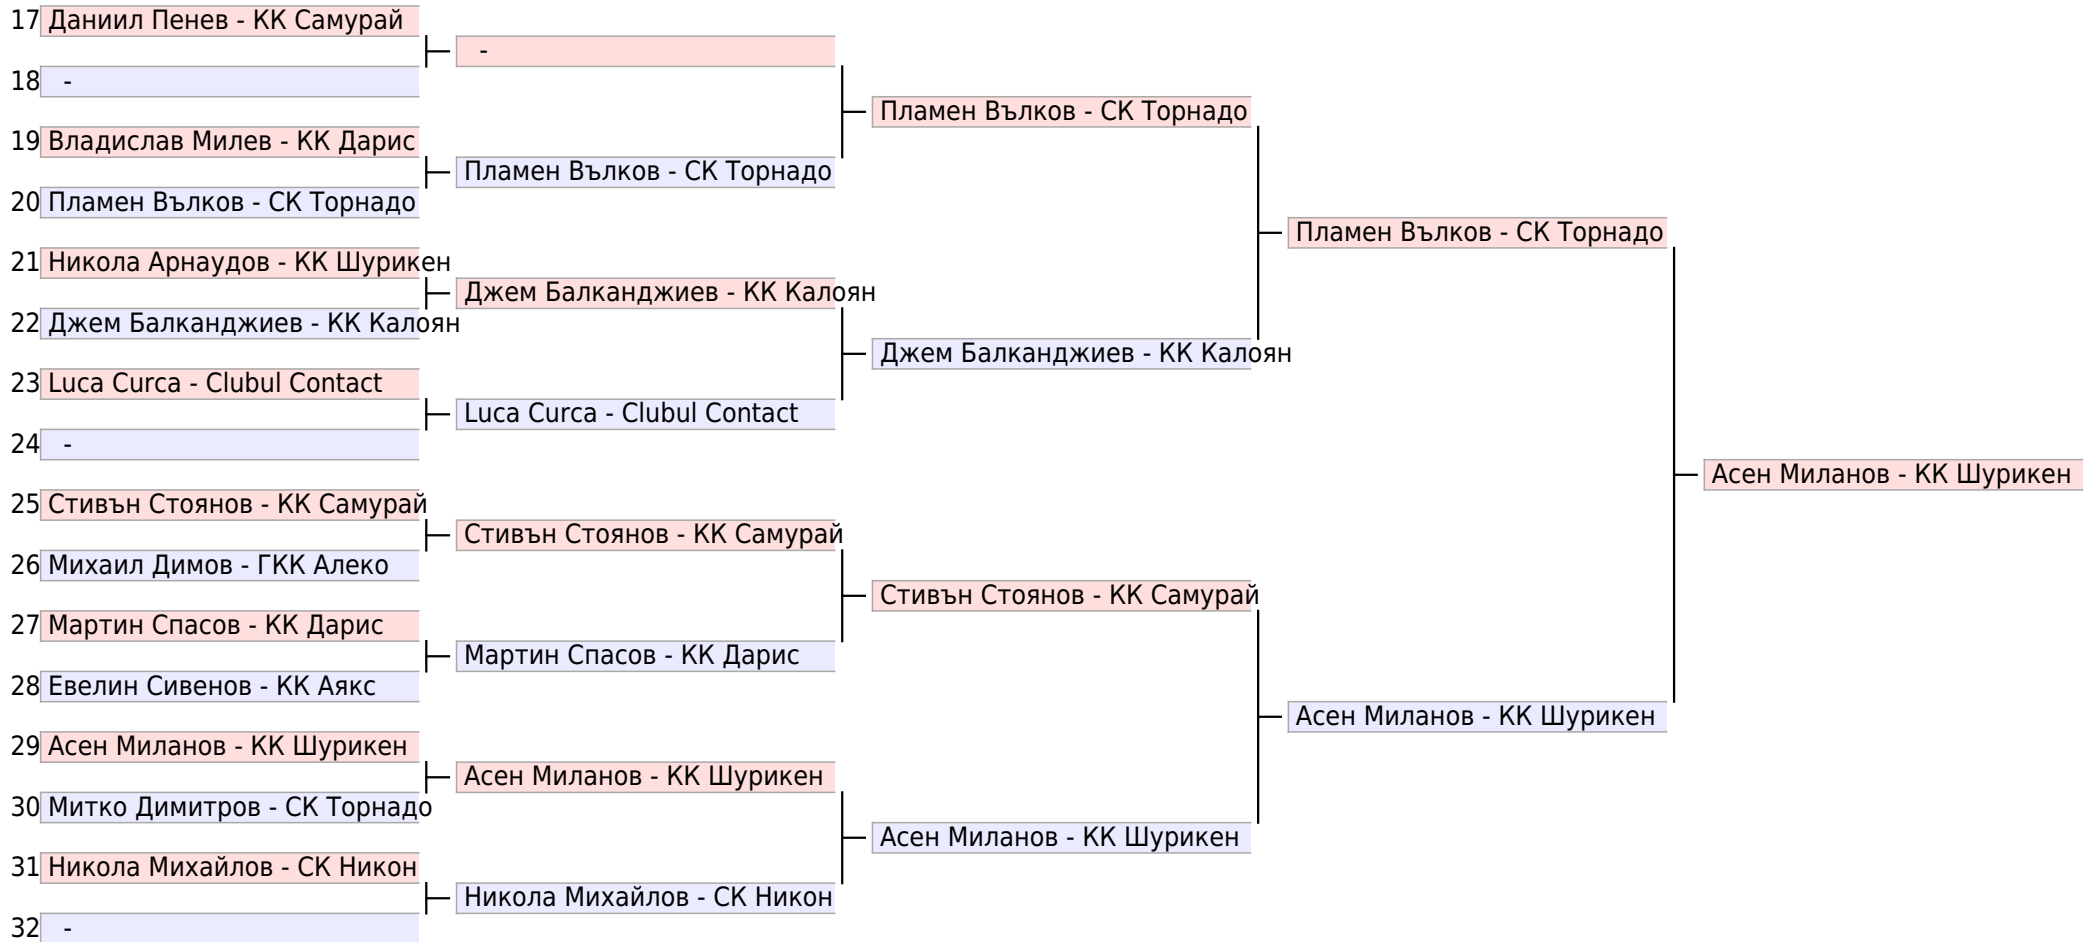 17 Даниил Пенев - КК Самурай
-
18 -
Пламен Вълков - СК Торнадо
19 Владислав Милев - КК Дарис
Пламен Вълков - СК Торнадо
20 Пламен Вълков - СК Торнадо
Пламен Вълков - СК Торнадо
21 Никола Арнаудов - КК Шурикен
Джем Балканджиев - КК Калоян
22 Джем Балканджиев - КК Калоян
Джем Балканджиев - КК Калоян
23 Luca Curca - Clubul Contact
Luca Curca - Clubul Contact
24 -
Асен Миланов - КК Шурикен
25 Стивън Стоянов - КК Самурай
Стивън Стоянов - КК Самурай
26 Михаил Димов - ГКК Алеко
Стивън Стоянов - КК Самурай
27 Мартин Спасов - КК Дарис
Мартин Спасов - КК Дарис
28 Евелин Сивенов - КК Аякс
Асен Миланов - КК Шурикен
29 Асен Миланов - КК Шурикен
Асен Миланов - КК Шурикен
30 Митко Димитров - СК Торнадо
Асен Миланов - КК Шурикен
31 Никола Михайлов - СК Никон
Никола Михайлов - СК Никон
32 -